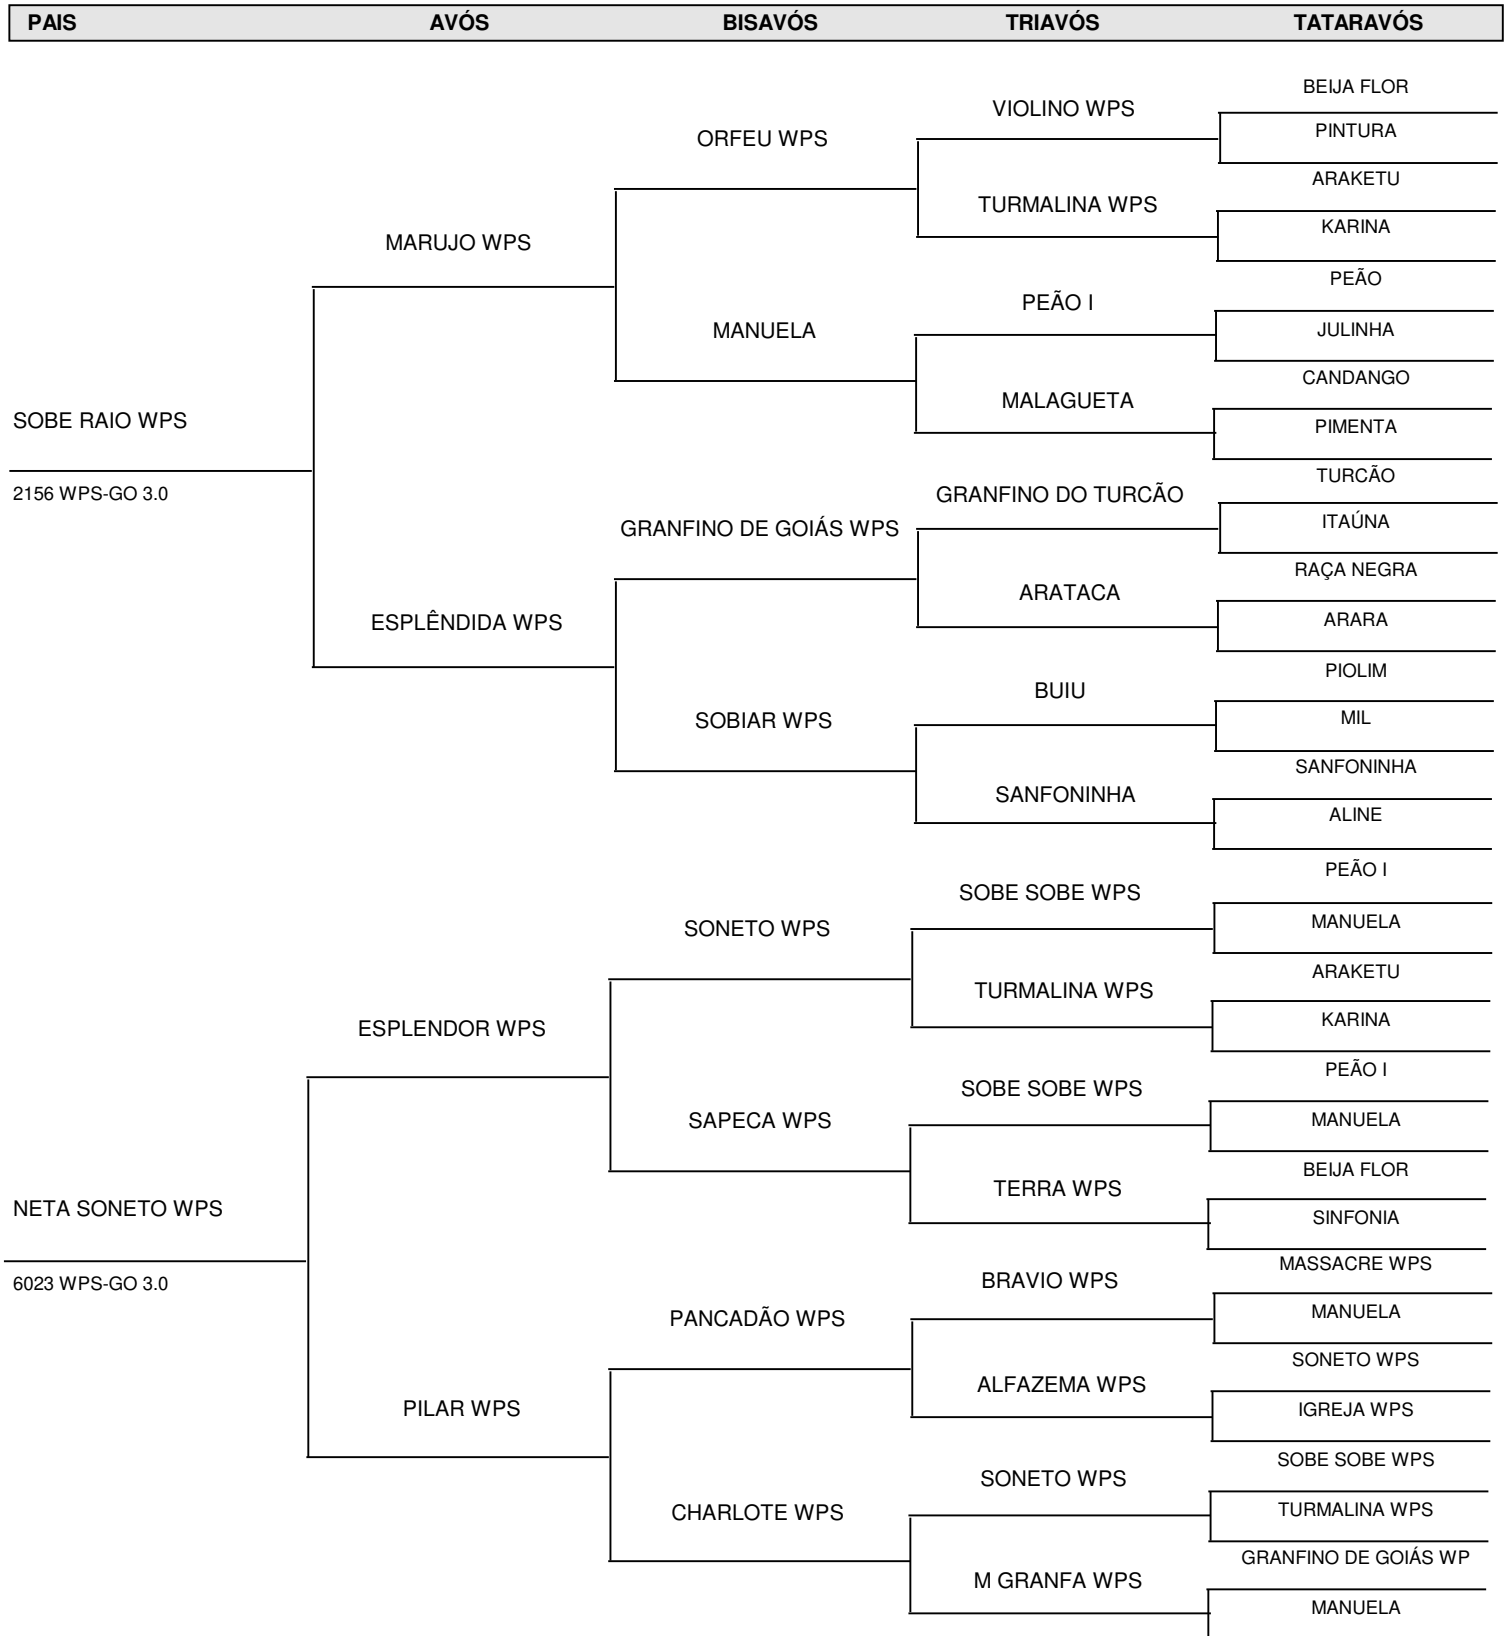 PAIS AVÓS BISAVÓS TRIAVÓS TATARAVÓS
BEIJA FLOR
VIOLINO WPS
PINTURA
ORFEU WPS
ARAKETU
TURMALINA WPS
KARINA
MARUJO WPS
PEÃO
PEÃO I
JULINHA
MANUELA
CANDANGO
MALAGUETA
PIMENTA
SOBE RAIO WPS
2156 WPS-GO 3.0
TURCÃO
GRANFINO DO TURCÃO
ITAÚNA
GRANFINO DE GOIÁS WPS
RAÇA NEGRA
ARATACA
ARARA
ESPLÊNDIDA WPS
PIOLIM
BUIU
MIL
SOBIAR WPS
SANFONINHA
SANFONINHA
ALINE
PEÃO I
SOBE SOBE WPS
MANUELA
SONETO WPS
ARAKETU
TURMALINA WPS
KARINA
ESPLENDOR WPS
PEÃO I
SOBE SOBE WPS
MANUELA
SAPECA WPS
BEIJA FLOR
TERRA WPS
SINFONIA
NETA SONETO WPS
6023 WPS-GO 3.0
MASSACRE WPS
BRAVIO WPS
MANUELA
PANCADÃO WPS
SONETO WPS
ALFAZEMA WPS
IGREJA WPS
PILAR WPS
SOBE SOBE WPS
SONETO WPS
TURMALINA WPS
CHARLOTE WPS
GRANFINO DE GOIÁS WP
M GRANFA WPS
MANUELA